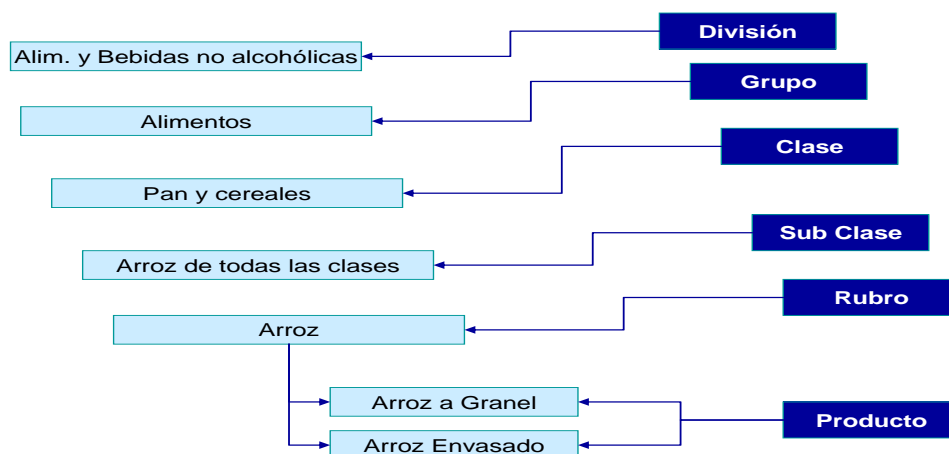 División
Alim. y Bebidas no alcohólicas
Grupo
Alimentos
Clase
Pan y cereales
Sub Clase
Arroz de todas las clases
Rubro
Arroz
Arroz a Granel
Producto
Arroz Envasado